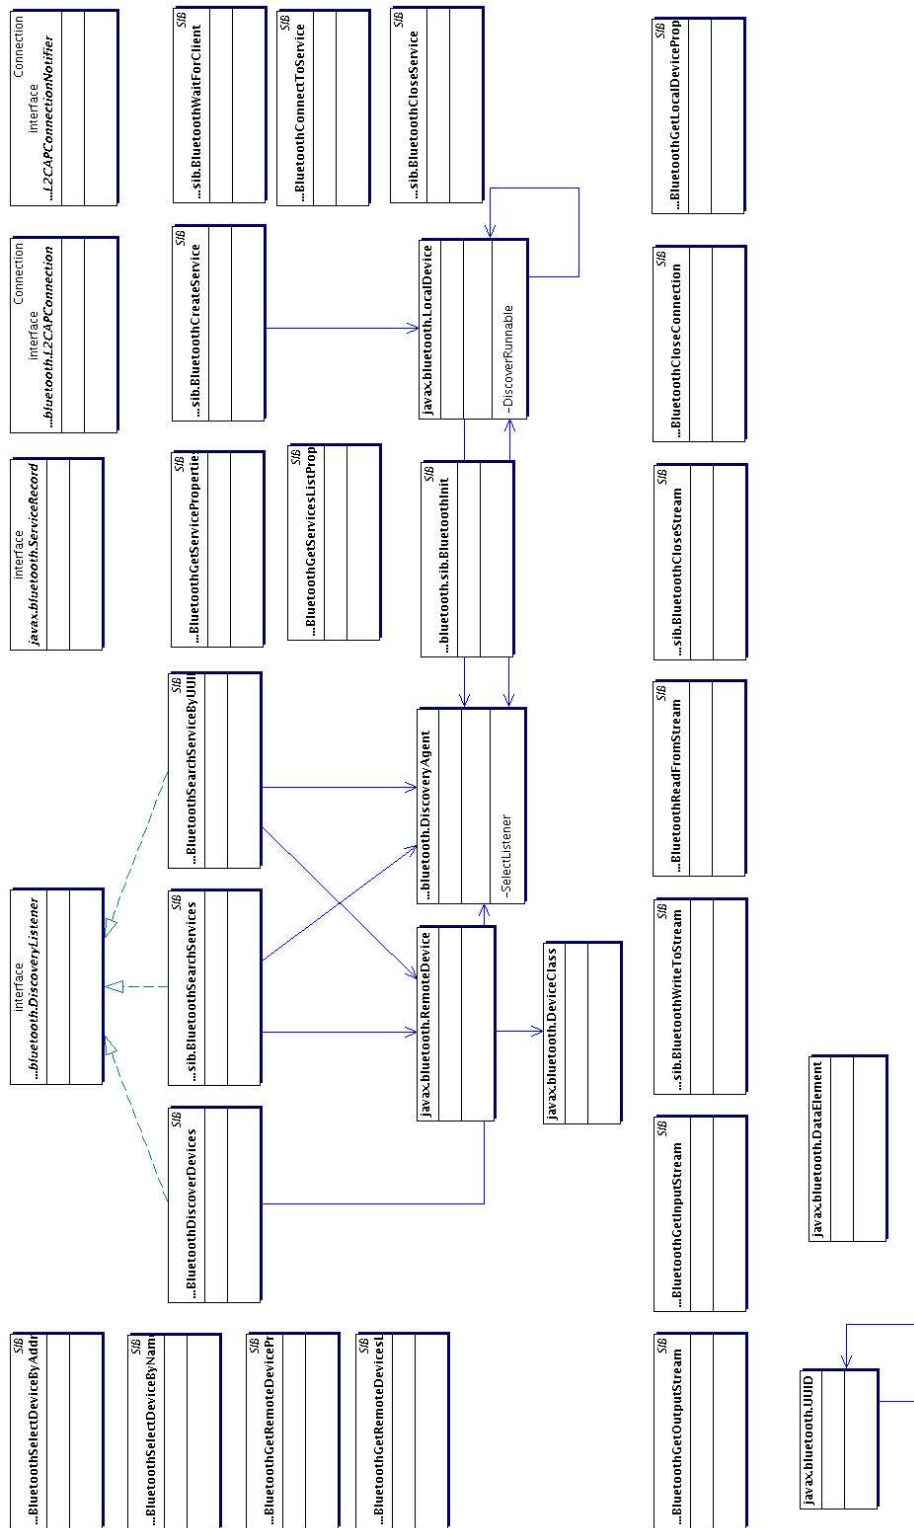 SIB
...BluetoothSelectDeviceByAddr
interface
...bluetooth.DiscoveryListener
interface
javax.bluetooth.ServiceRecord
Connection
interface
...bluetooth.L2CAPConnection
Connection
interface
...L2CAPConnectionNotifier
SIB
...BluetoothSelectDeviceByNam
SIB
...BluetoothDiscoverDevices
SIB
...sib.BluetoothSearchServices
SIB
...BluetoothSearchServiceByUUI
SIB
...BluetoothGetServiceProperties
SIB
...sib.BluetoothCreateService
SIB
...sib.BluetoothWaitForClient
SIB
...BluetoothGetRemoteDevicePr
SIB
...BluetoothGetServicesListProp
SIB
...BluetoothConnectToService
SIB
...BluetoothGetRemoteDevicesL
SIB
...sib.BluetoothCloseService
javax.bluetooth.RemoteDevice
...bluetooth.DiscoveryAgent
-SelectListener
SIB
...bluetooth.sib.BluetoothInit
javax.bluetooth.LocalDevice
-DiscoverRunnable
javax.bluetooth.DeviceClass
SIB
...BluetoothGetOutputStream
SIB
...BluetoothGetInputStream
SIB
...sib.BluetoothWriteToStream
SIB
...BluetoothReadFromStream
SIB
...sib.BluetoothCloseStream
SIB
...BluetoothCloseConnection
SIB
...BluetoothGetLocalDeviceProp
javax.bluetooth.UUID
javax.bluetooth.DataElement